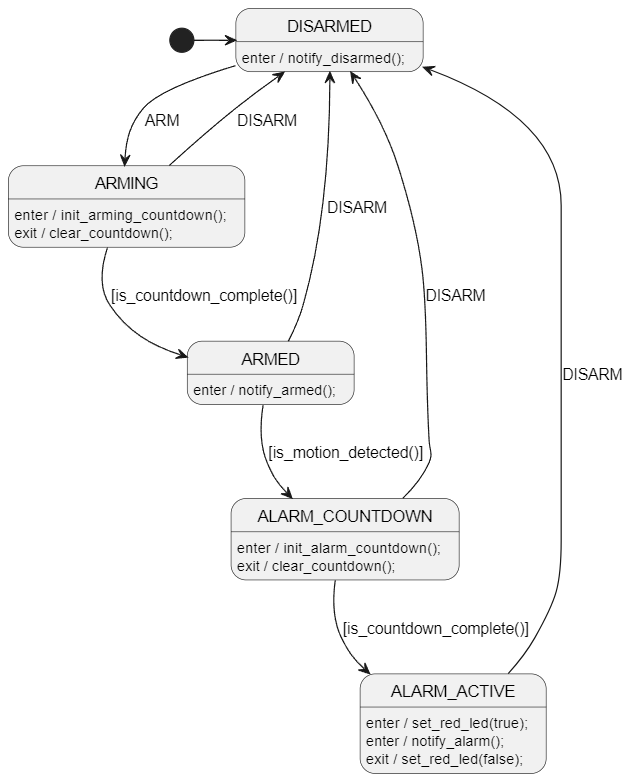 DISARMED
enter / notify_disarmed();
ARM
DISARM
ARMING
enter / init_arming_countdown();
exit / clear_countdown();
DISARM
[is_countdown_complete()]
DISARM
ARMED
enter / notify_armed();
DISARM
[is_motion_detected()]
ALARM_COUNTDOWN
enter / init_alarm_countdown();
exit / clear_countdown();
[is_countdown_complete()]
ALARM_ACTIVE
enter / set_red_led(true);
enter / notify_alarm();
exit / set_red_led(false);